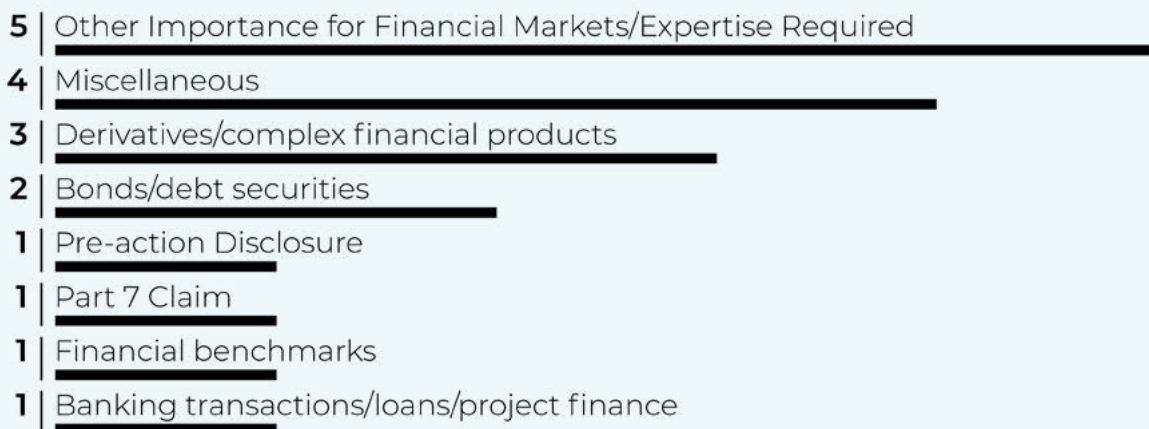 5 Other Importance for Financial Markets/Expertise Required
4 Miscellaneous
3 Derivatives/complex financial products
2 Bonds/debt securities
1 Pre-action Disclosure
1 Part 7 Claim
1 Financial benchmarks
1 Banking transactions/loans/project finance